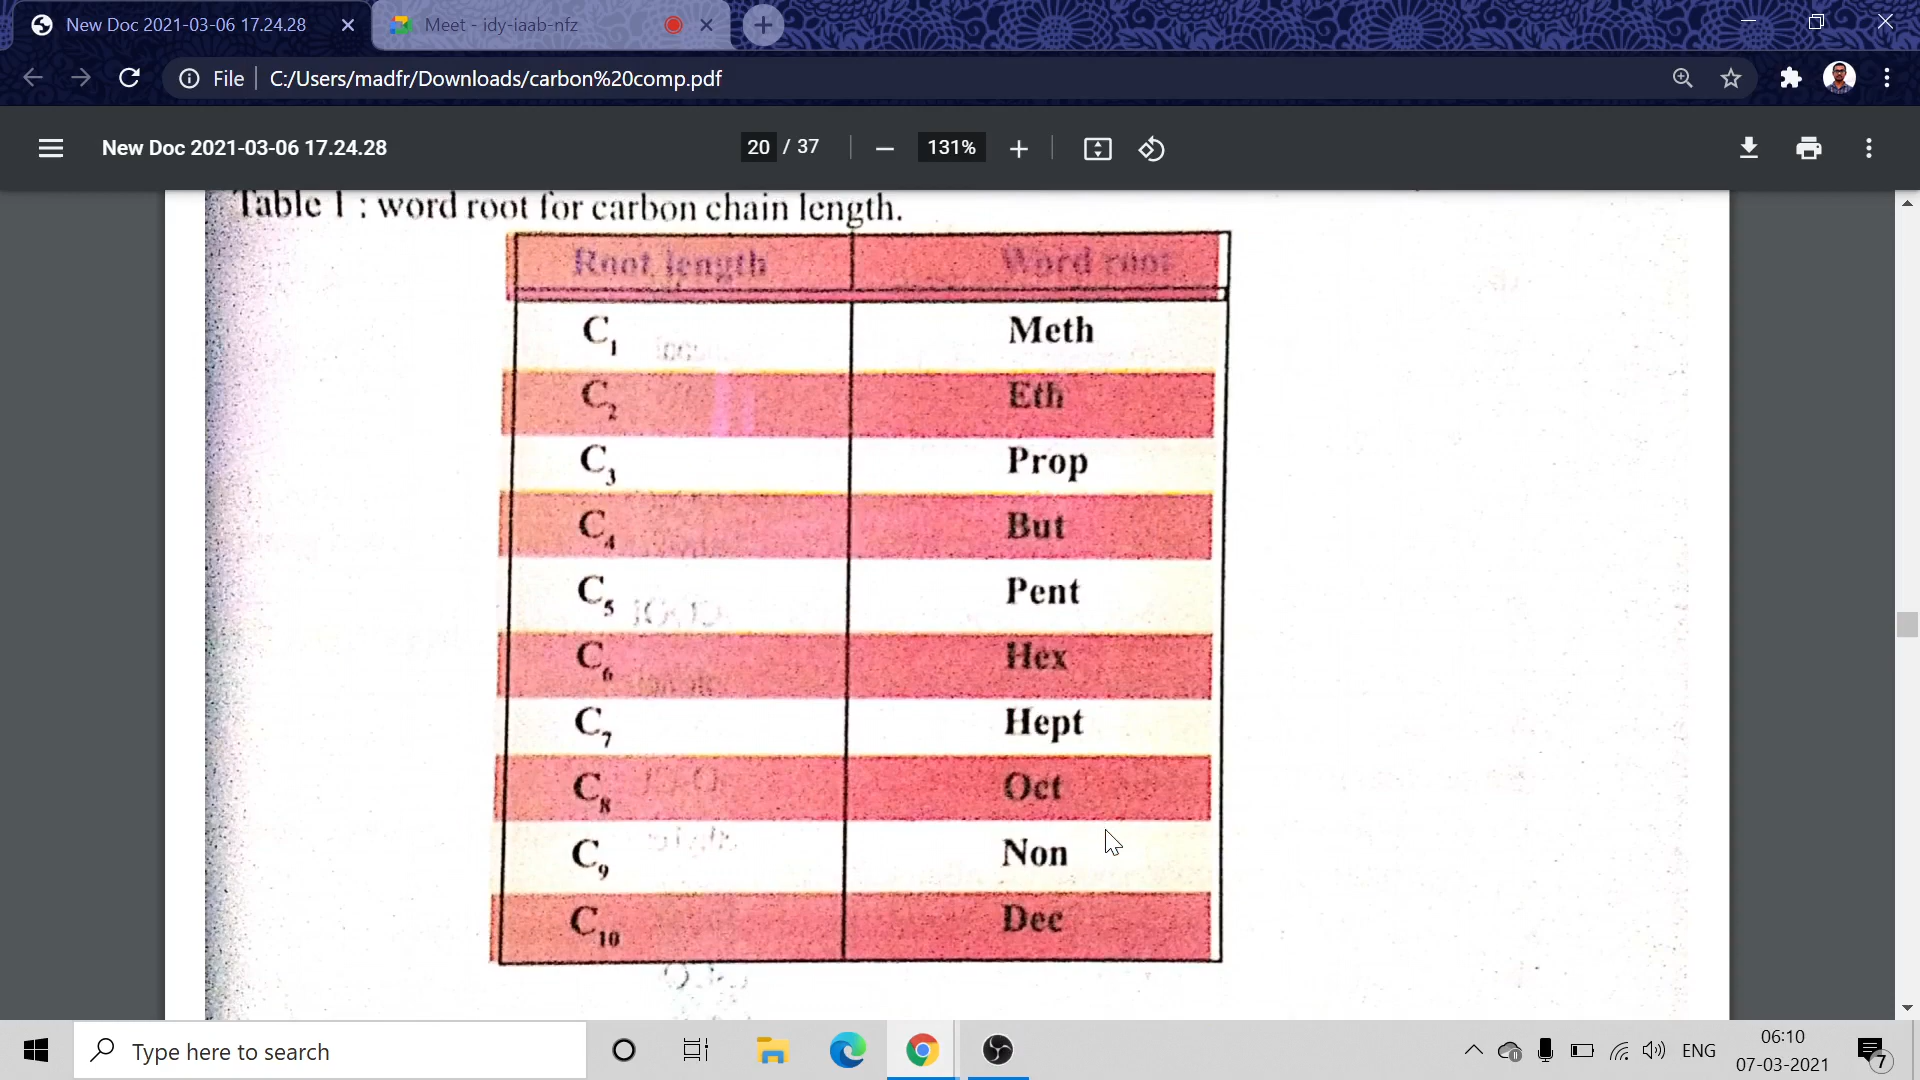 New Doc 2021-03-06 17.24.28
Meet - idy-iaab-nfz
File
C:/Users/madfr/Downloads/carbon%20comp.pdf
New Doc 2021-03-06 17.24.28
20 / 37
131%
Table 1 : word root for carbon chain length.
Root length Word root
C1 Meth
C2 Eth
C3 Prop
C4 But
C5 Pent
C6 Hex
C7 Hept
C8 Oct
C9 Non
C10 Dec
Type here to search
ENG
06:10
07-03-2021
7